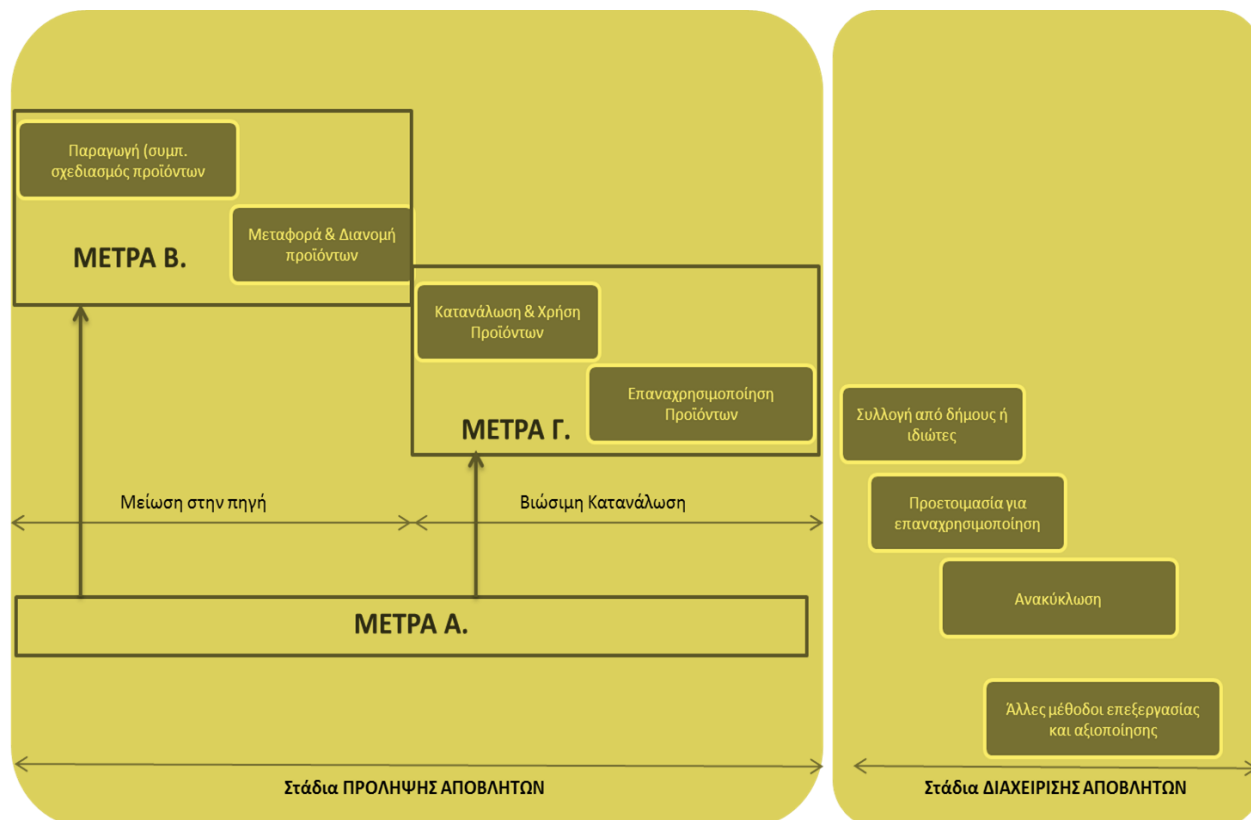 Παραγωγή (συμπ.
σχεδιασμός προϊόντων
Μεταφορά & Διανομή
προϊόντων
ΜΕΤΡΑ Β.
Κατανάλωση & Χρήση
Προϊόντων
Επαναχρησιμοποίηση
Προϊόντων
ΜΕΤΡΑ Γ.
Μείωση στην πηγή
Βιώσιμη Κατανάλωση
ΜΕΤΡΑ Α.
Στάδια ΠΡΟΛΗΨΗΣ ΑΠΟΒΛΗΤΩΝ
Συλλογή από δήμους ή
ιδιώτες
Προετοιμασία για
επαναχρησιμοποίηση
Ανακύκλωση
Άλλες μέθοδοι επεξεργασίας
και αξιοποίησης
Στάδια ΔΙΑΧΕΙΡΙΣΗΣ ΑΠΟΒΛΗΤΩΝ